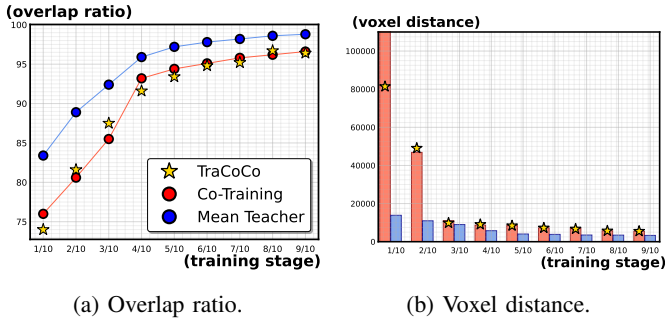 (overlap ratio)
100
95
90
85
80
75
TraCoCo
Co-Training
Mean Teacher
1/10 2/10 3/10 4/10 5/10 6/10 7/10 8/10 9/10
(training stage)
(a) Overlap ratio.
(voxel distance)
100000
80000
60000
40000
20000
0
1/10 2/10 3/10 4/10 5/10 6/10 7/10 8/10 9/10
(training stage)
(b) Voxel distance.